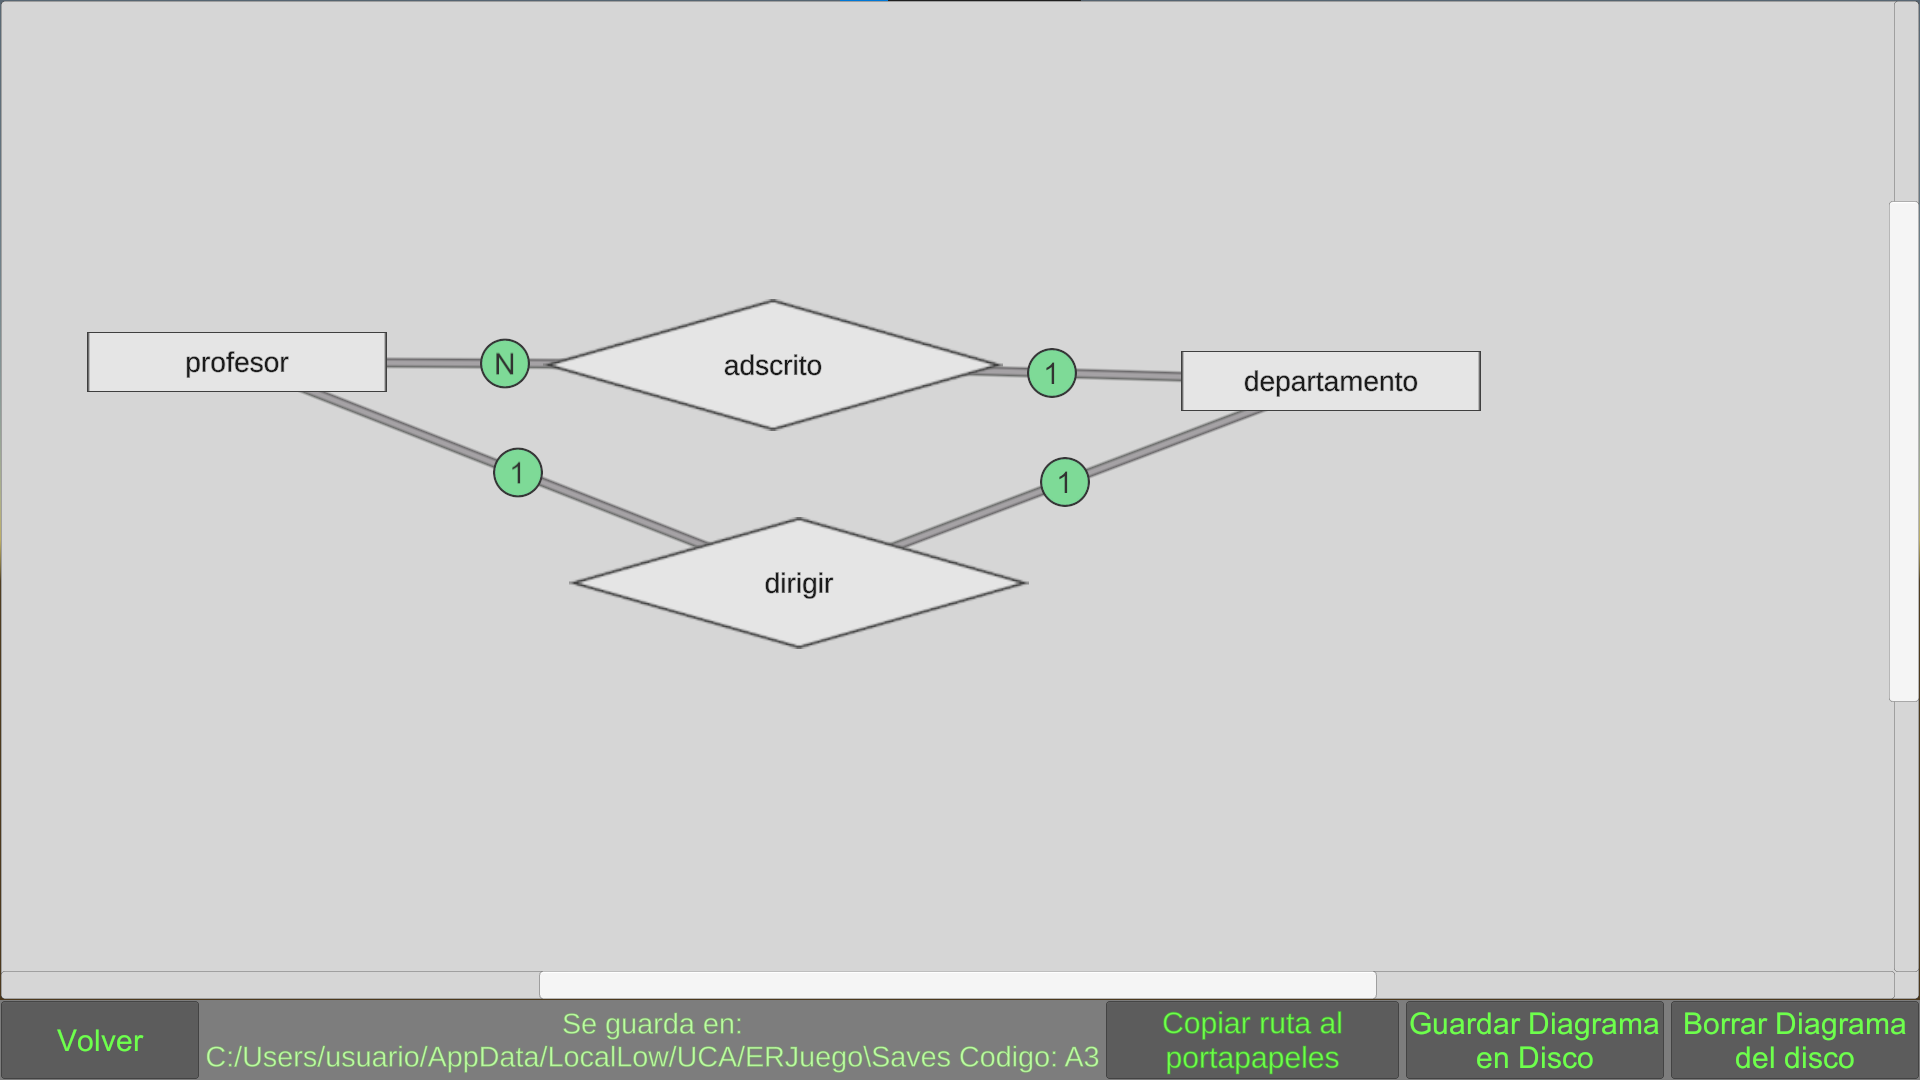 profesor
N
adscrito
1
departamento
1
1
dirigir
Volver
Se guarda en:
C:/Users/usuario/AppData/LocalLow/UCA/ERJuego\Saves Codigo: A3
Copiar ruta al
portapapeles
Guardar Diagrama
en Disco
Borrar Diagrama
del disco